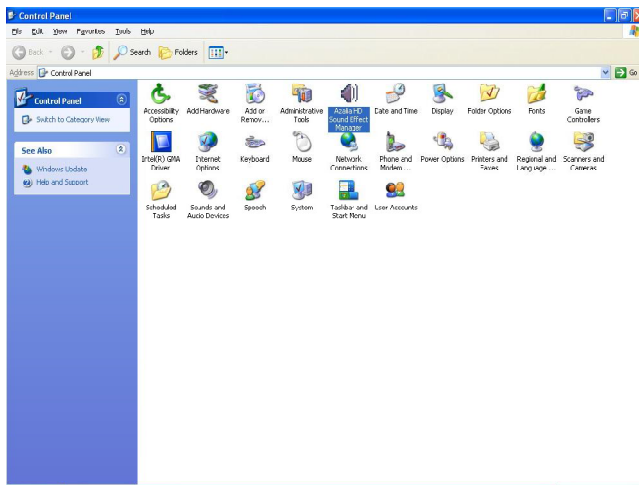 Control Panel
File Edit View Favorites Tools Help
Back Search Folders
Address Control Panel Go
Control Panel
Switch to Category View
See Also
Windows Update
Help and Support
Accessibility Options
Add Hardware
Add or Remov...
Administrative Tools
Azalia HD Sound Effect Manager
Date and Time
Display
Folder Options
Fonts
Game Controllers
Intel(R) GMA Driver
Internet Options
Keyboard
Mouse
Network Connections
Phone and Modem ...
Power Options
Printers and Faxes
Regional and Language ...
Scanners and Cameras
Scheduled Tasks
Sounds and Audio Devices
Speech
System
Taskbar and Start Menu
User Accounts